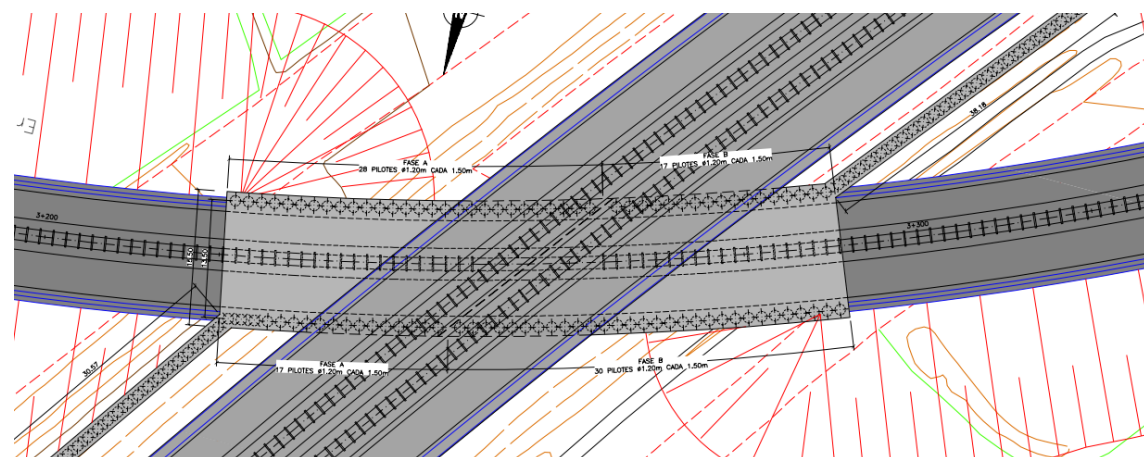 FASE A
28 PILOTES ø1.20m CADA 1.50m
FASE B
17 PILOTES ø1.20m CADA 1.50m
38.18
3+200
3+300
16.50
13.50
30.57
FASE A
17 PILOTES ø1.20m CADA 1.50m
FASE B
30 PILOTES ø1.20m CADA 1.50m